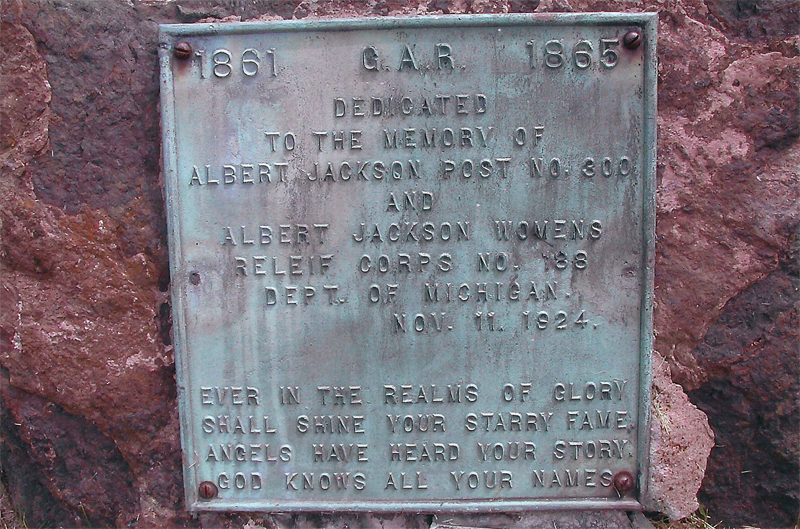 1861 G.A.R. 1865
DEDICATED
TO THE MEMORY OF
ALBERT JACKSON POST NO. 300
AND
ALBERT JACKSON WOMENS
RELEIF CORPS NO.
DEPT. OF MICHIGAN.
NOV. 11. 1924.
EVER IN THE REALMS OF GLORY
SHALL SHINE YOUR STARRY FAME,
ANGELS HAVE HEARD YOUR STORY,
GOD KNOWS ALL YOUR NAMES.